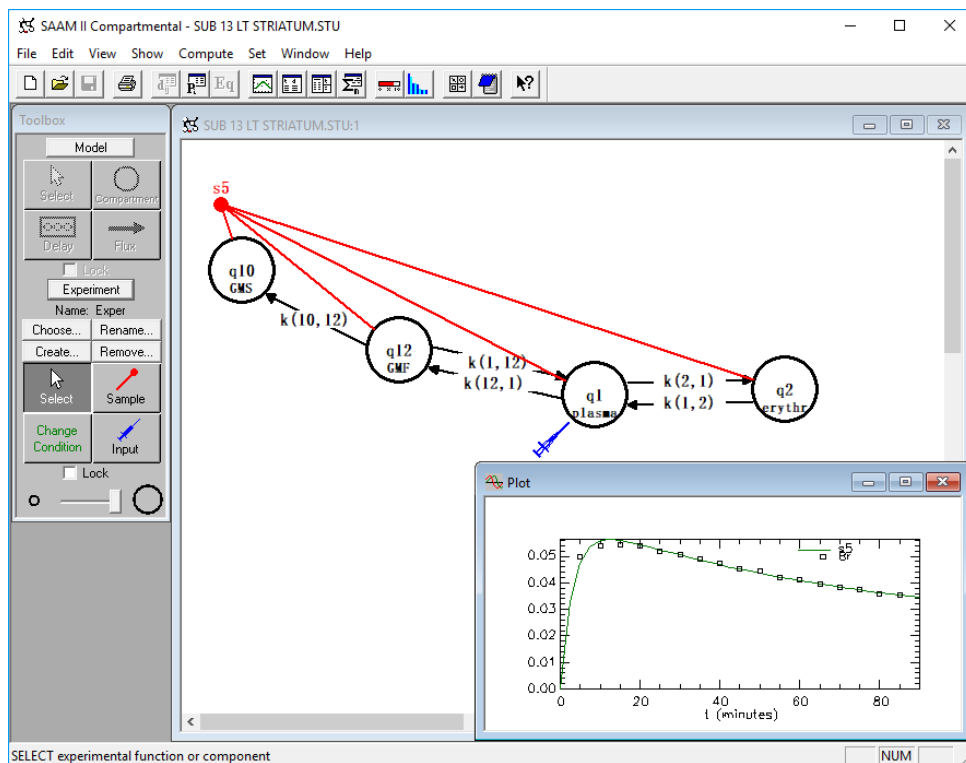 SAAM II Compartmental - SUB 13 LT STRIATUM.STU
File Edit View Show Compute Set Window Help
Eq
Toolbox
Model
Select
Compartment
Delay
Flux
Lock
Experiment
Name: Exper
Choose...
Rename...
Create...
Remove...
Select
Sample
Change
Condition
Input
Lock
SUB 13 LT STRIATUM.STU:1
s5
q10
GMS
k(10,12)
q12
GMF
k(1,12)
k(12,1)
q1
plasma
k(2,1)
k(1,2)
q2
erythr
Plot
s5
Br
0.05
0.04
0.03
0.02
0.01
0.00
0 20 40 60 80
t (minutes)
SELECT experimental function or component
NUM